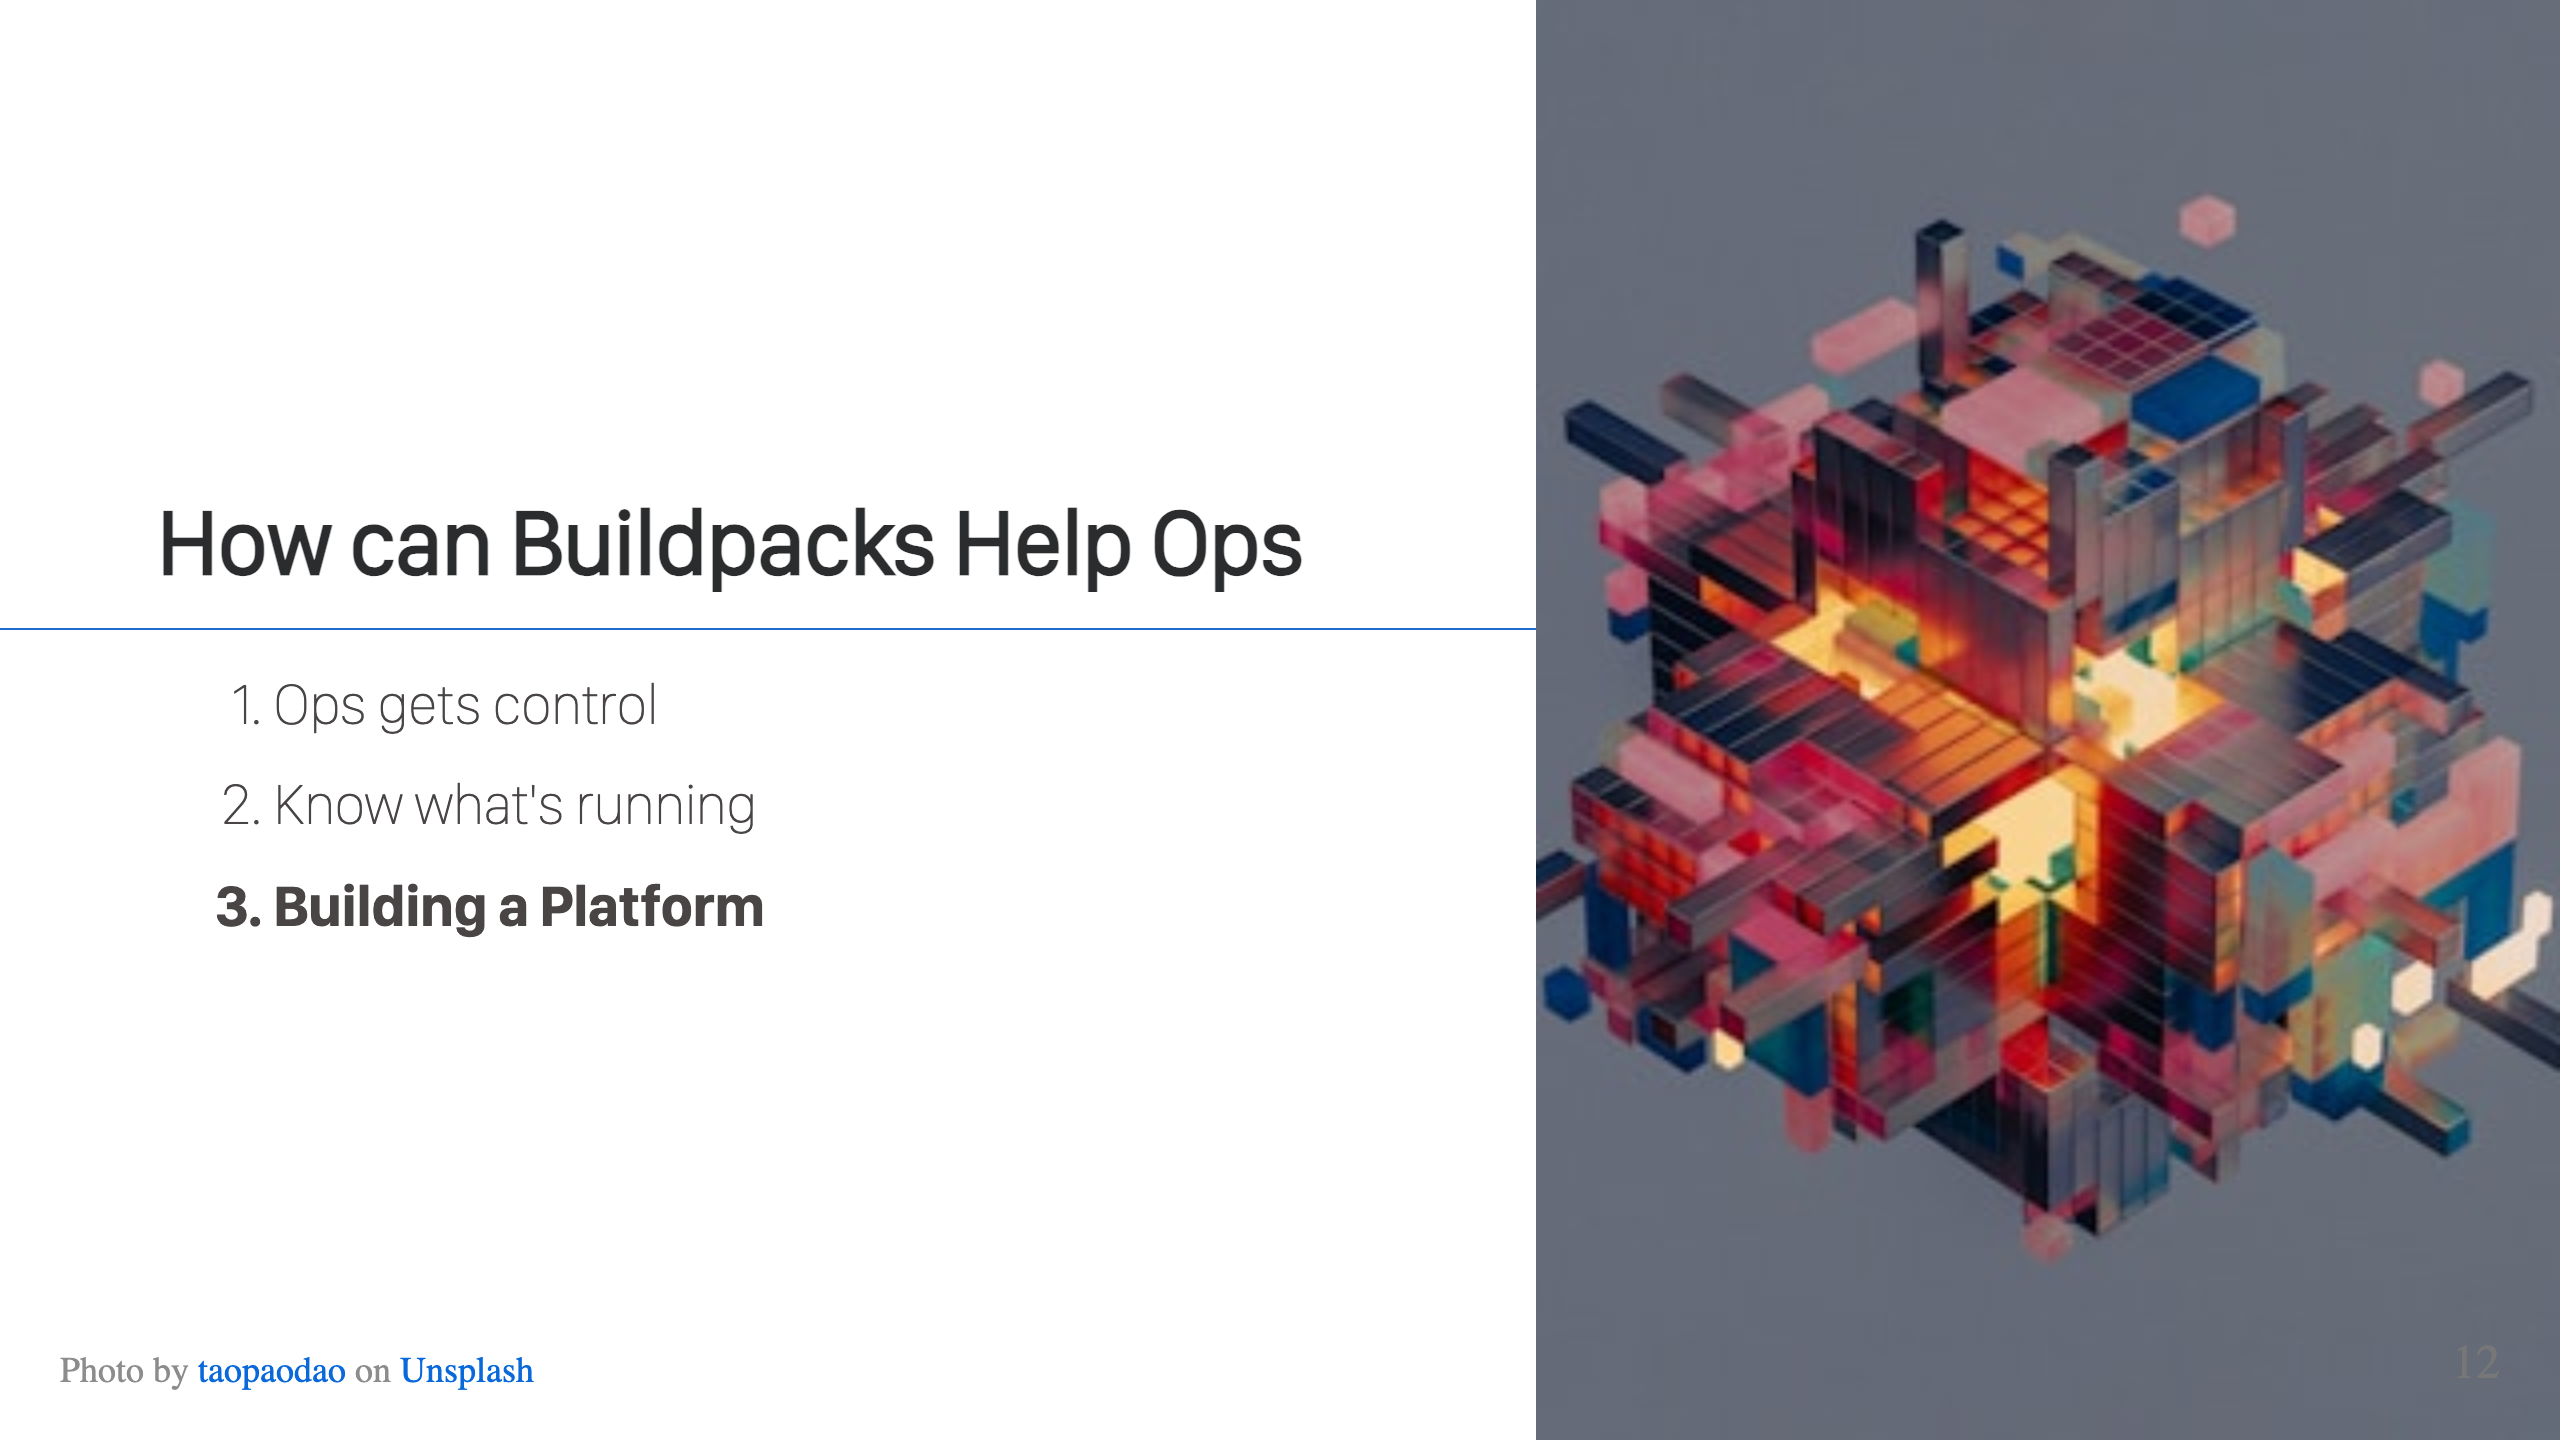 How can Buildpacks Help Ops
1. Ops gets control
2. Know what's running
3. Building a Platform
Photo by taopaodao on Unsplash
12